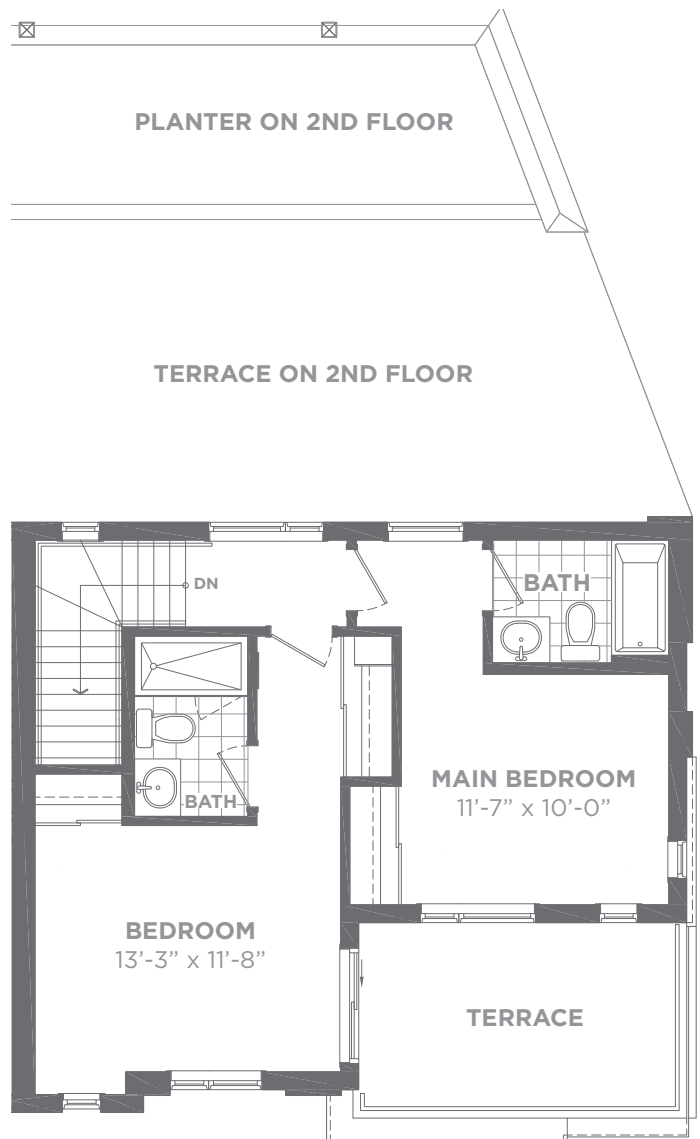 PLANTER ON 2ND FLOOR
TERRACE ON 2ND FLOOR
DN
BATH
MAIN BEDROOM
11’-7” x 10’-0”
BATH
BEDROOM
13’-3” x 11’-8”
TERRACE